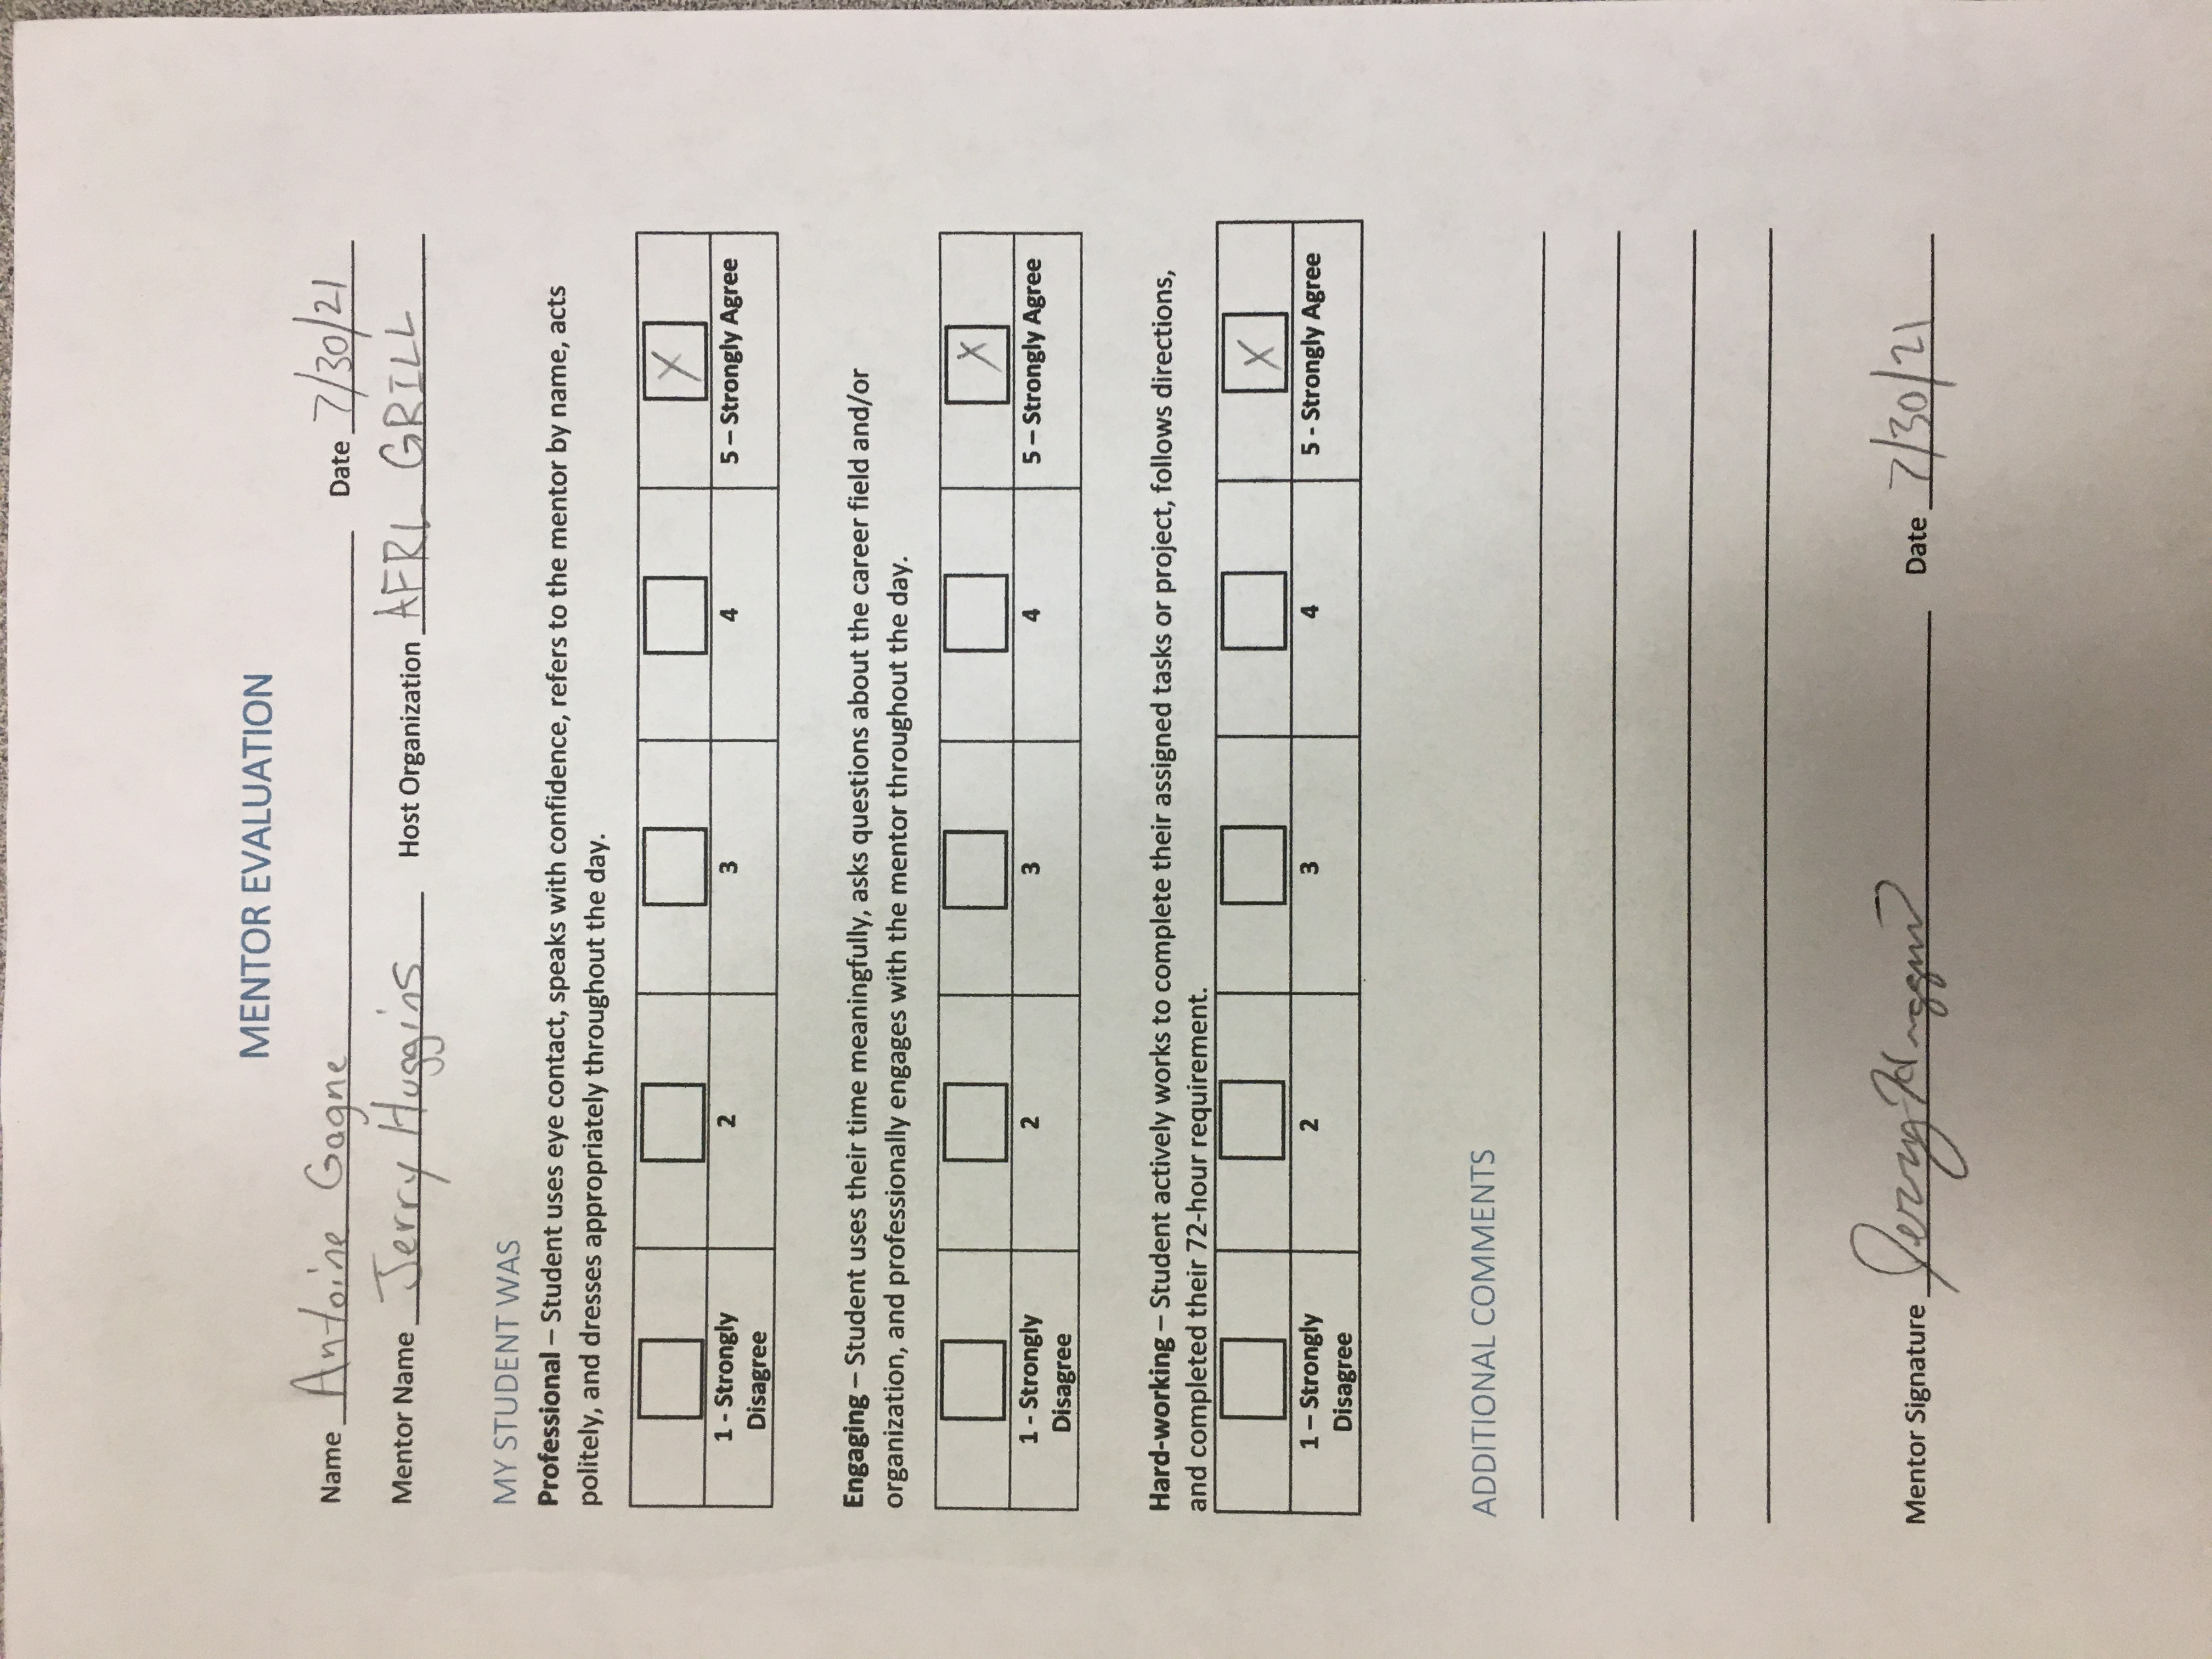 MENTOR EVALUATION
Name Antoine Gagne Date 7/30/21
Mentor Name Jerry Huggins Host Organization AFRL GRILL
MY STUDENT WAS
Professional – Student uses eye contact, speaks with confidence, refers to the mentor by name, acts
politely, and dresses appropriately throughout the day.
X
1 - Strongly 2 3 4 5 – Strongly Agree
Disagree
Engaging – Student uses their time meaningfully, asks questions about the career field and/or
organization, and professionally engages with the mentor throughout the day.
X
1 - Strongly 2 3 4 5 – Strongly Agree
Disagree
Hard-working – Student actively works to complete their assigned tasks or project, follows directions,
and completed their 72-hour requirement.
X
1 – Strongly 2 3 4 5 - Strongly Agree
Disagree
ADDITIONAL COMMENTS
Mentor Signature Jerry Huggins Date 7/30/21